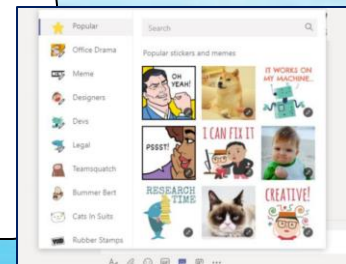 Popular
Office Drama
Meme
Designers
Devs
Legal
Teamsquatch
Bummer Bert
Cats In Suits
Rubber Stamps
Search
Popular stickers and memes
OH
YEAH!
IT WORKS ON
MY MACHINE...
PSSST!
I CAN FIX IT
RESEARCH
TIME
CREATIVE!